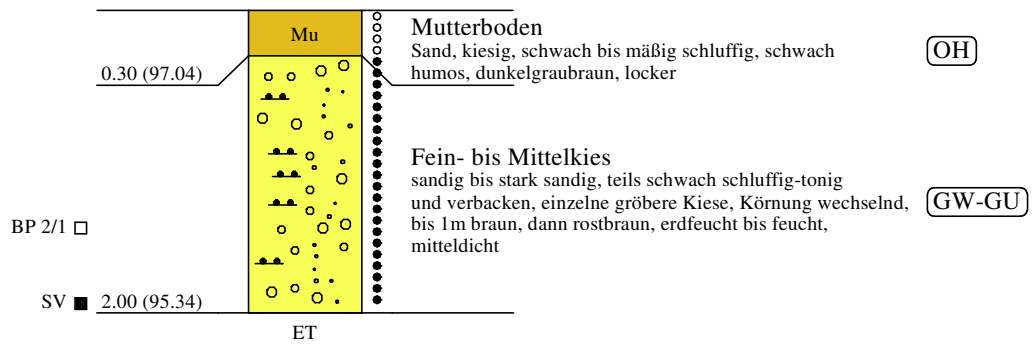 Mu
Mutterboden
Sand, kiesig, schwach bis mäßig schluffig, schwach
humos, dunkelgraubraun, locker
OH
0.30 (97.04)
Fein- bis Mittelkies
sandig bis stark sandig, teils schwach schluffig-tonig
und verbacken, einzelne gröbere Kiese, Körnung wechselnd,
bis 1m braun, dann rostbraun, erdfeucht bis feucht,
mitteldicht
GW-GU
BP 2/1
SV
2.00 (95.34)
ET